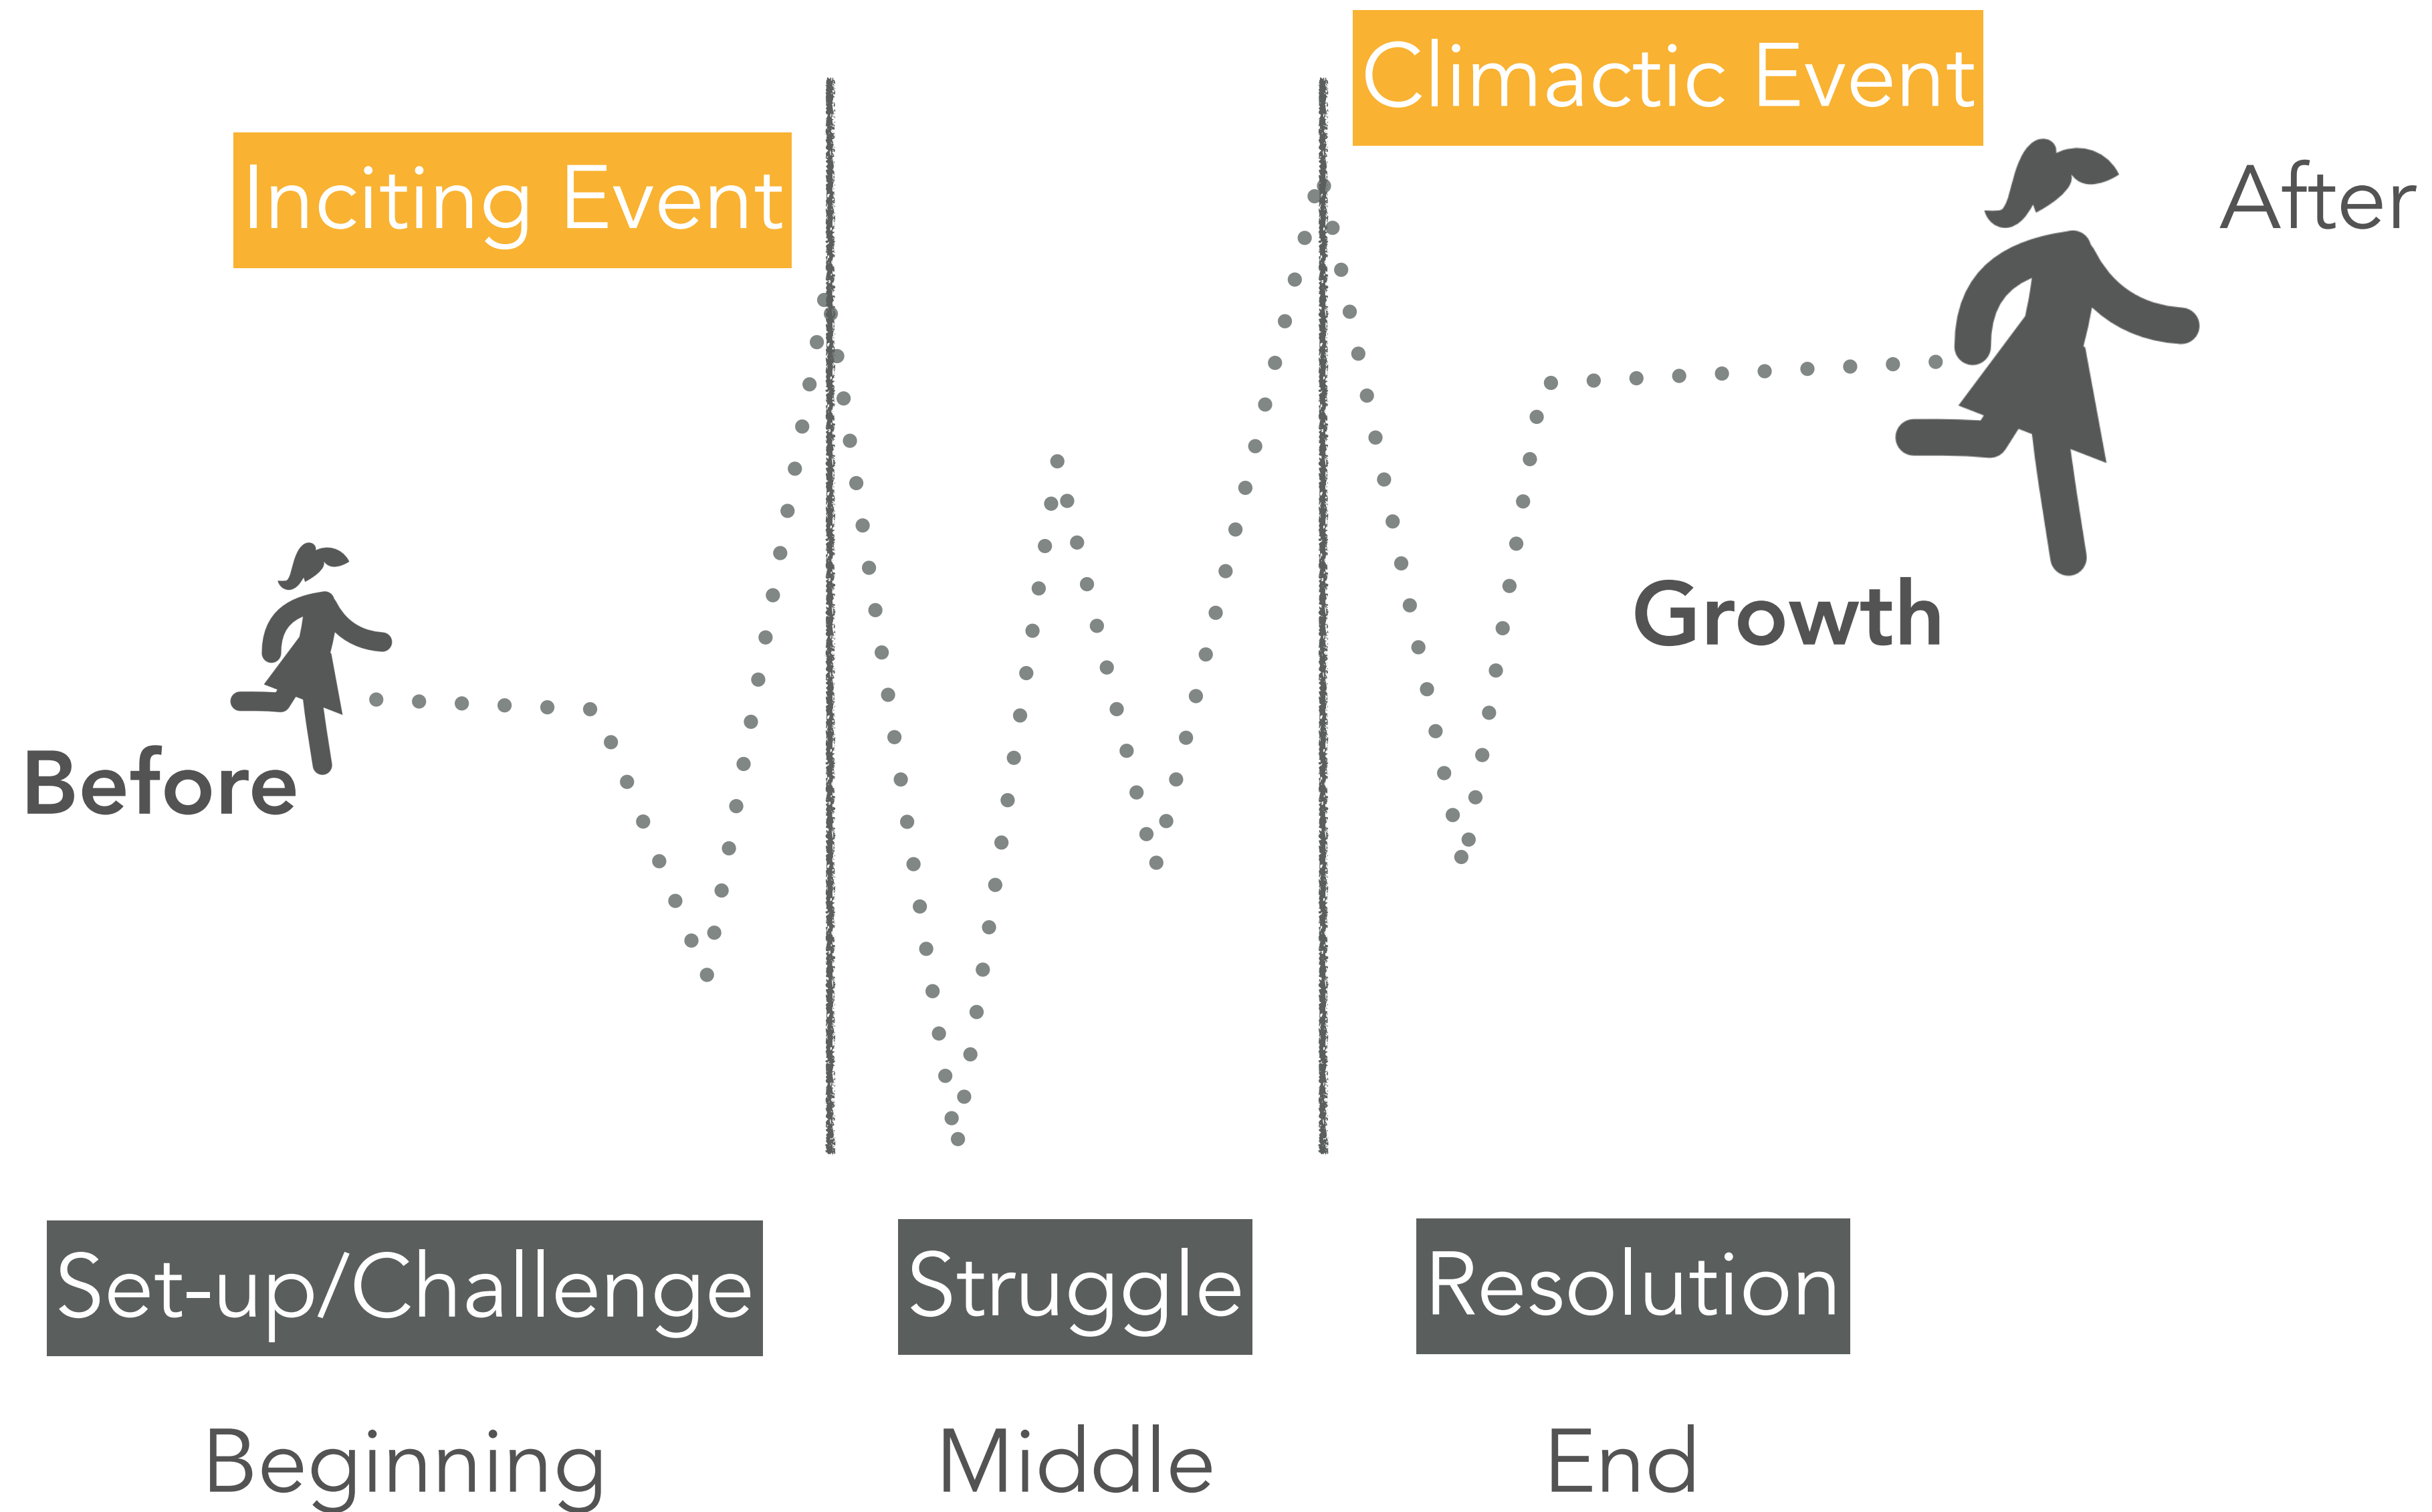 Climactic Event
Inciting Event
After
Growth
Before
Set-up/Challenge
Struggle
Resolution
Beginning
Middle
End